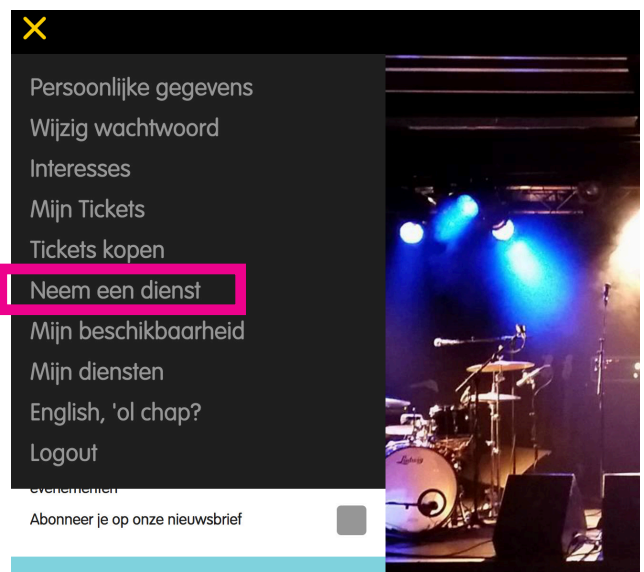 Persoonlijke gegevens
Wijzig wachtwoord
Interesses
Mijn Tickets
Tickets kopen
Neem een dienst
Mijn beschikbaarheid
Mijn diensten
English, 'ol chap?
Logout
evenementen
Abonneer je op onze nieuwsbrief
Ludwig